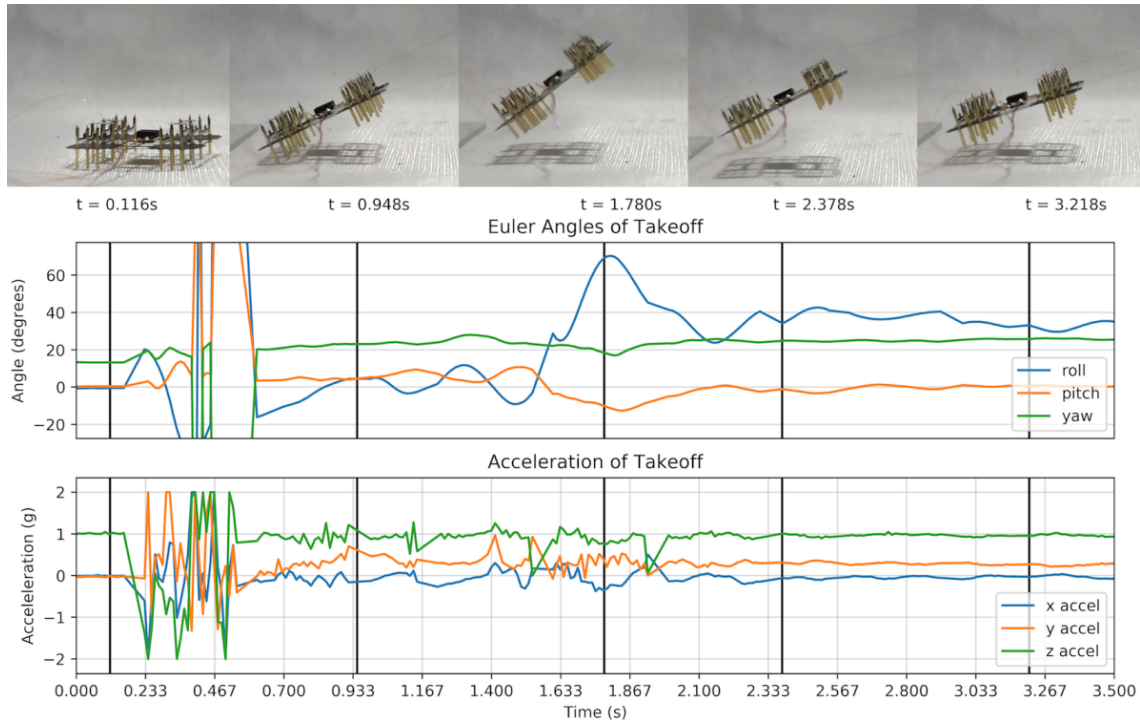 t = 0.116s
t = 0.948s
t = 1.780s
t = 2.378s
t = 3.218s
Euler Angles of Takeoff
Angle (degrees)
60
40
20
0
−20
roll
pitch
yaw
Acceleration of Takeoff
Acceleleration (g)
2
1
0
−1
−2
x accel
y accel
z accel
0.000 0.233 0.467 0.700 0.933 1.167 1.400 1.633 1.867 2.100 2.333 2.567 2.800 3.033 3.267 3.500
Time (s)